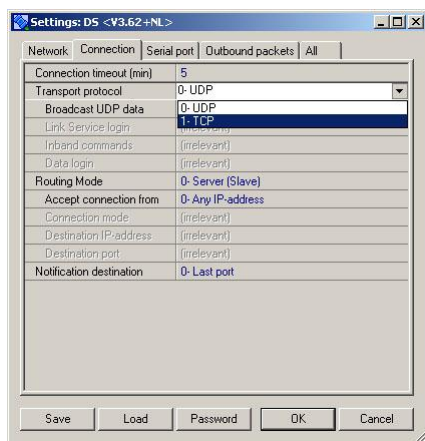 Settings: DS <V3.62+NL>
Network Connection Serial port Outbound packets All
Connection timeout (min) 5
Transport protocol 0- UDP
Broadcast UDP data 0- UDP
Link Service login 1- TCP
Inband commands (irrelevant)
Data login (irrelevant)
Routing Mode 0- Server (Slave)
Accept connection from 0- Any IP-address
Connection mode (irrelevant)
Destination IP-address (irrelevant)
Destination port (irrelevant)
Notification destination 0- Last port
Save Load Password OK Cancel